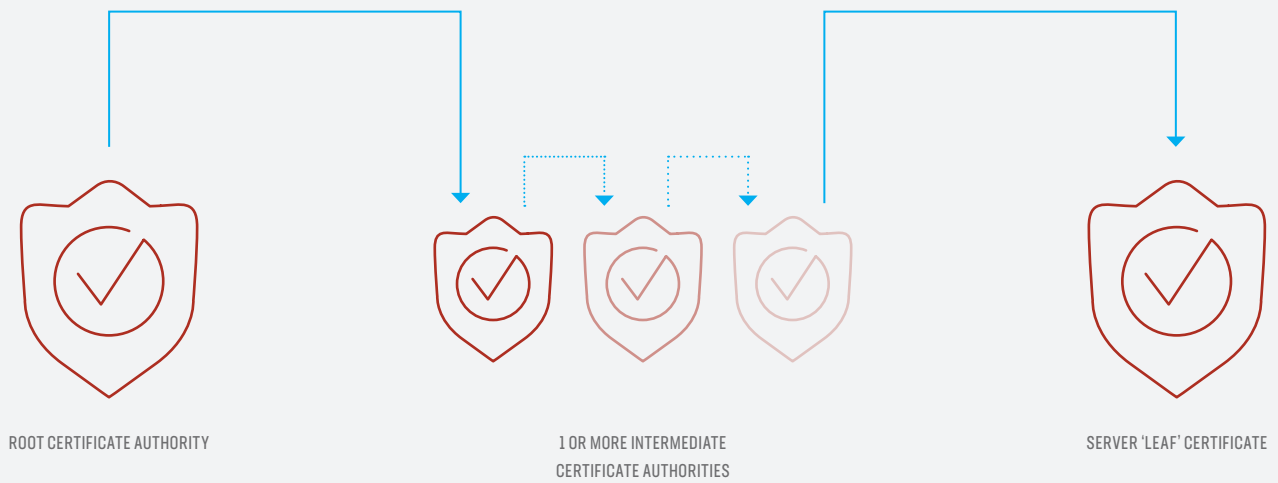 ROOT CERTIFICATE AUTHORITY
1 OR MORE INTERMEDIATE
CERTIFICATE AUTHORITIES
SERVER ‘LEAF’ CERTIFICATE